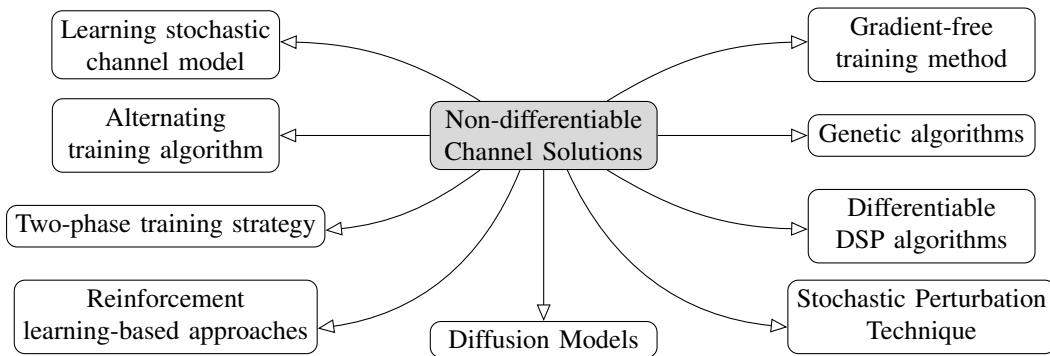 Learning stochastic
channel model
Gradient-free
training method
Non-differentiable
Channel Solutions
Alternating
training algorithm
Genetic algorithms
Two-phase training strategy
Differentiable
DSP algorithms
Reinforcement
learning-based approaches
Diffusion Models
Stochastic Perturbation
Technique